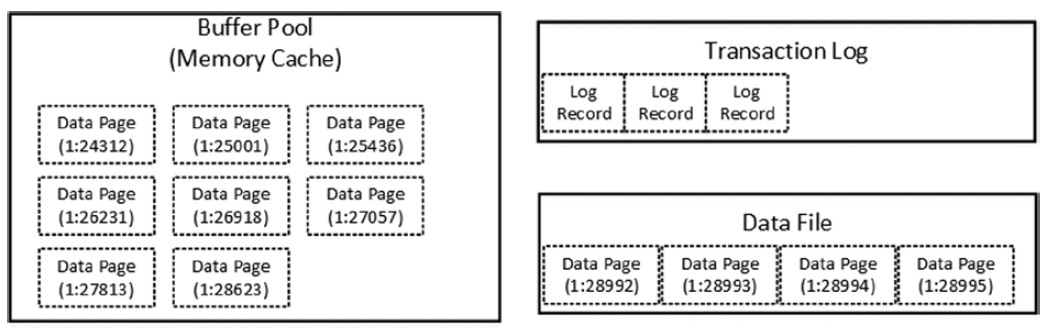 Buffer Pool
(Memory Cache)
Data Page
(1:24312)
Data Page
(1:25001)
Data Page
(1:25436)
Data Page
(1:26231)
Data Page
(1:26918)
Data Page
(1:27057)
Data Page
(1:27813)
Data Page
(1:28623)
Transaction Log
Log
Record
Log
Record
Log
Record
Data File
Data Page
(1:28992)
Data Page
(1:28993)
Data Page
(1:28994)
Data Page
(1:28995)